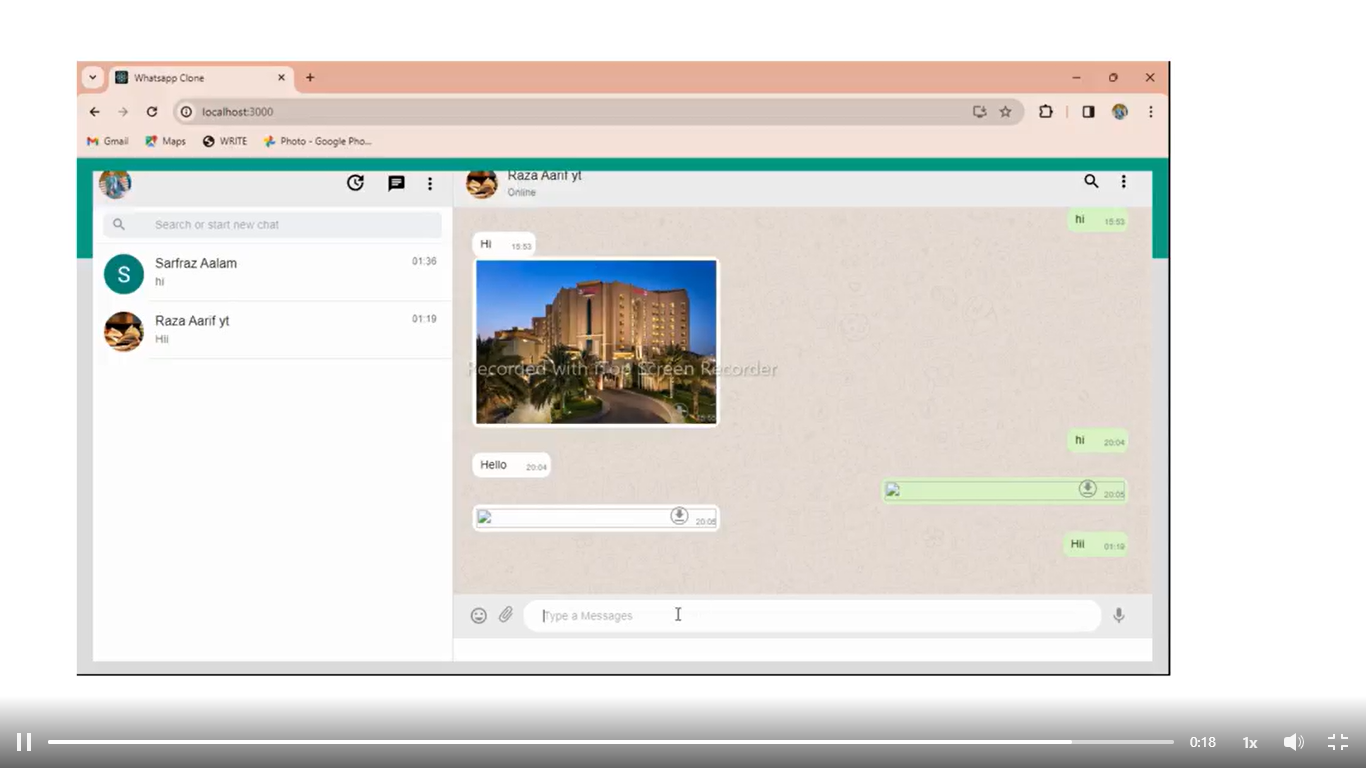 Whatsapp Clone
localhost:3000
Gmail Maps WRITE Photo - Google Pho...
Raza Aarif yt
Online
Search or start new chat
Sarfraz Aalam 01:36
S
hi
Raza Aarif yt 01:19
HIi
hi 15:53
Hi 15:53
Recorded with iTop Screen Recorder
hi 20:04
Hello 20:04
20:05
20:05
HIi 01:19
Type a Messages
0:18 1x